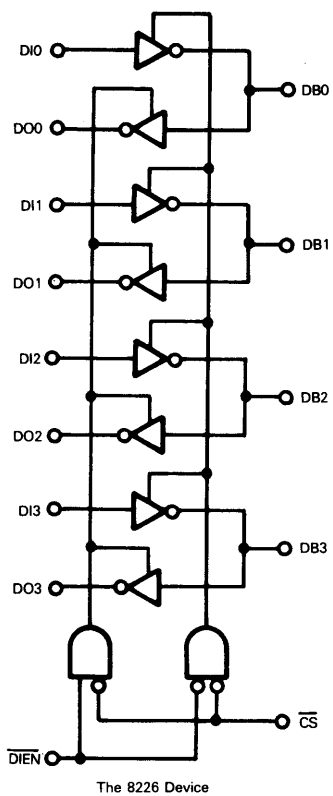 DI0
DB0
DO0
DI1
DB1
DO1
DI2
DB2
DO2
DI3
DB3
DO3
CS
DIEN
The 8226 Device